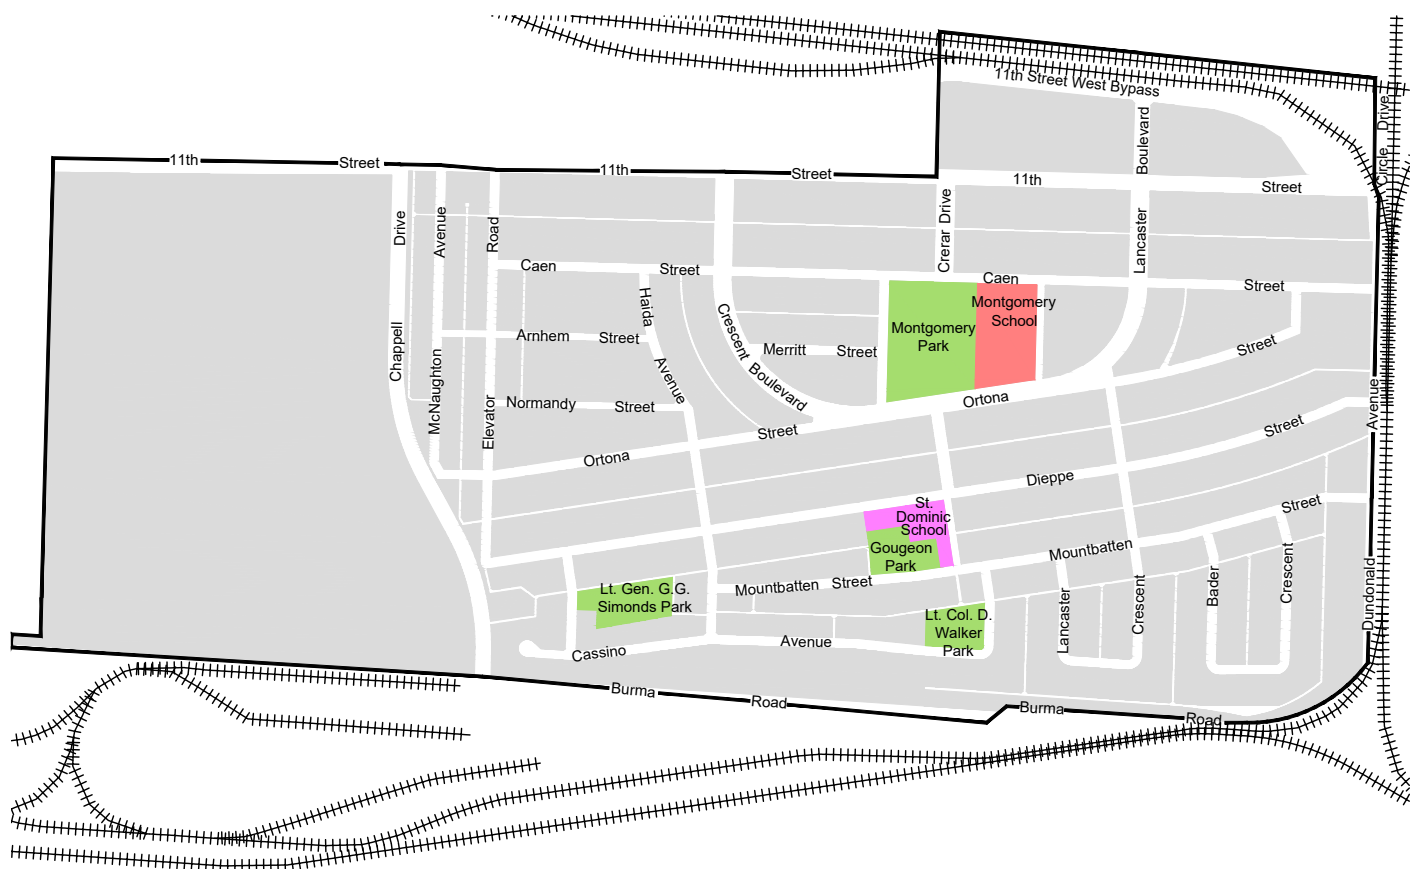 11th Street West Bypass
Circle Drive
Boulevard
11th Street 11th Street 11th Street
Drive
Avenue
Road
Crerar Drive
Lancaster
Caen Street Caen Street
Haida
Avenue
Montgomery
School
Montgomery
Park
Crescent
Boulevard
Arnhem Street
Merritt Street
Street
Chappell
McNaughton
Elevator
Normandy Street
Ortona
Street
Ortona
Avenue
Street
Dieppe
St.
Dominic
School
Gougeon
Park
Street
Mountbatten
Mountbatten Street
Lt. Gen. G.G.
Simonds Park
Lt. Col. D.
Walker
Park
Lancaster
Crescent
Bader
Crescent
Dundonald
Cassino
Avenue
Burma Road
Burma Road